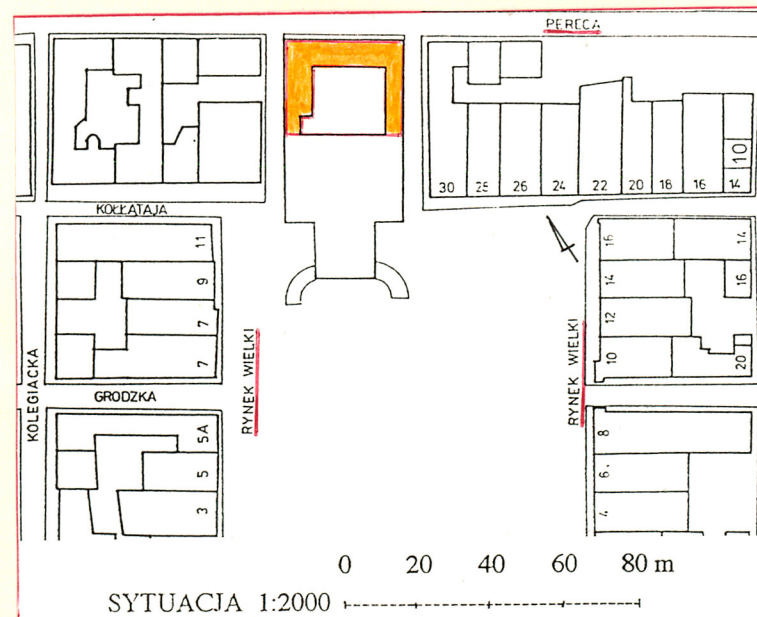 PERECA
30 25 26 24 22 20 18 16 14
10
KOŁŁĄTAJA
11
9
7
7
KOLEGIACKA
GRODZKA
RYNEK WIELKI
5A
5
3
16 14
14 16
12
10 20
RYNEK WIELKI
8
6.
4
0 20 40 60 80 m
SYTUACJA 1:2000